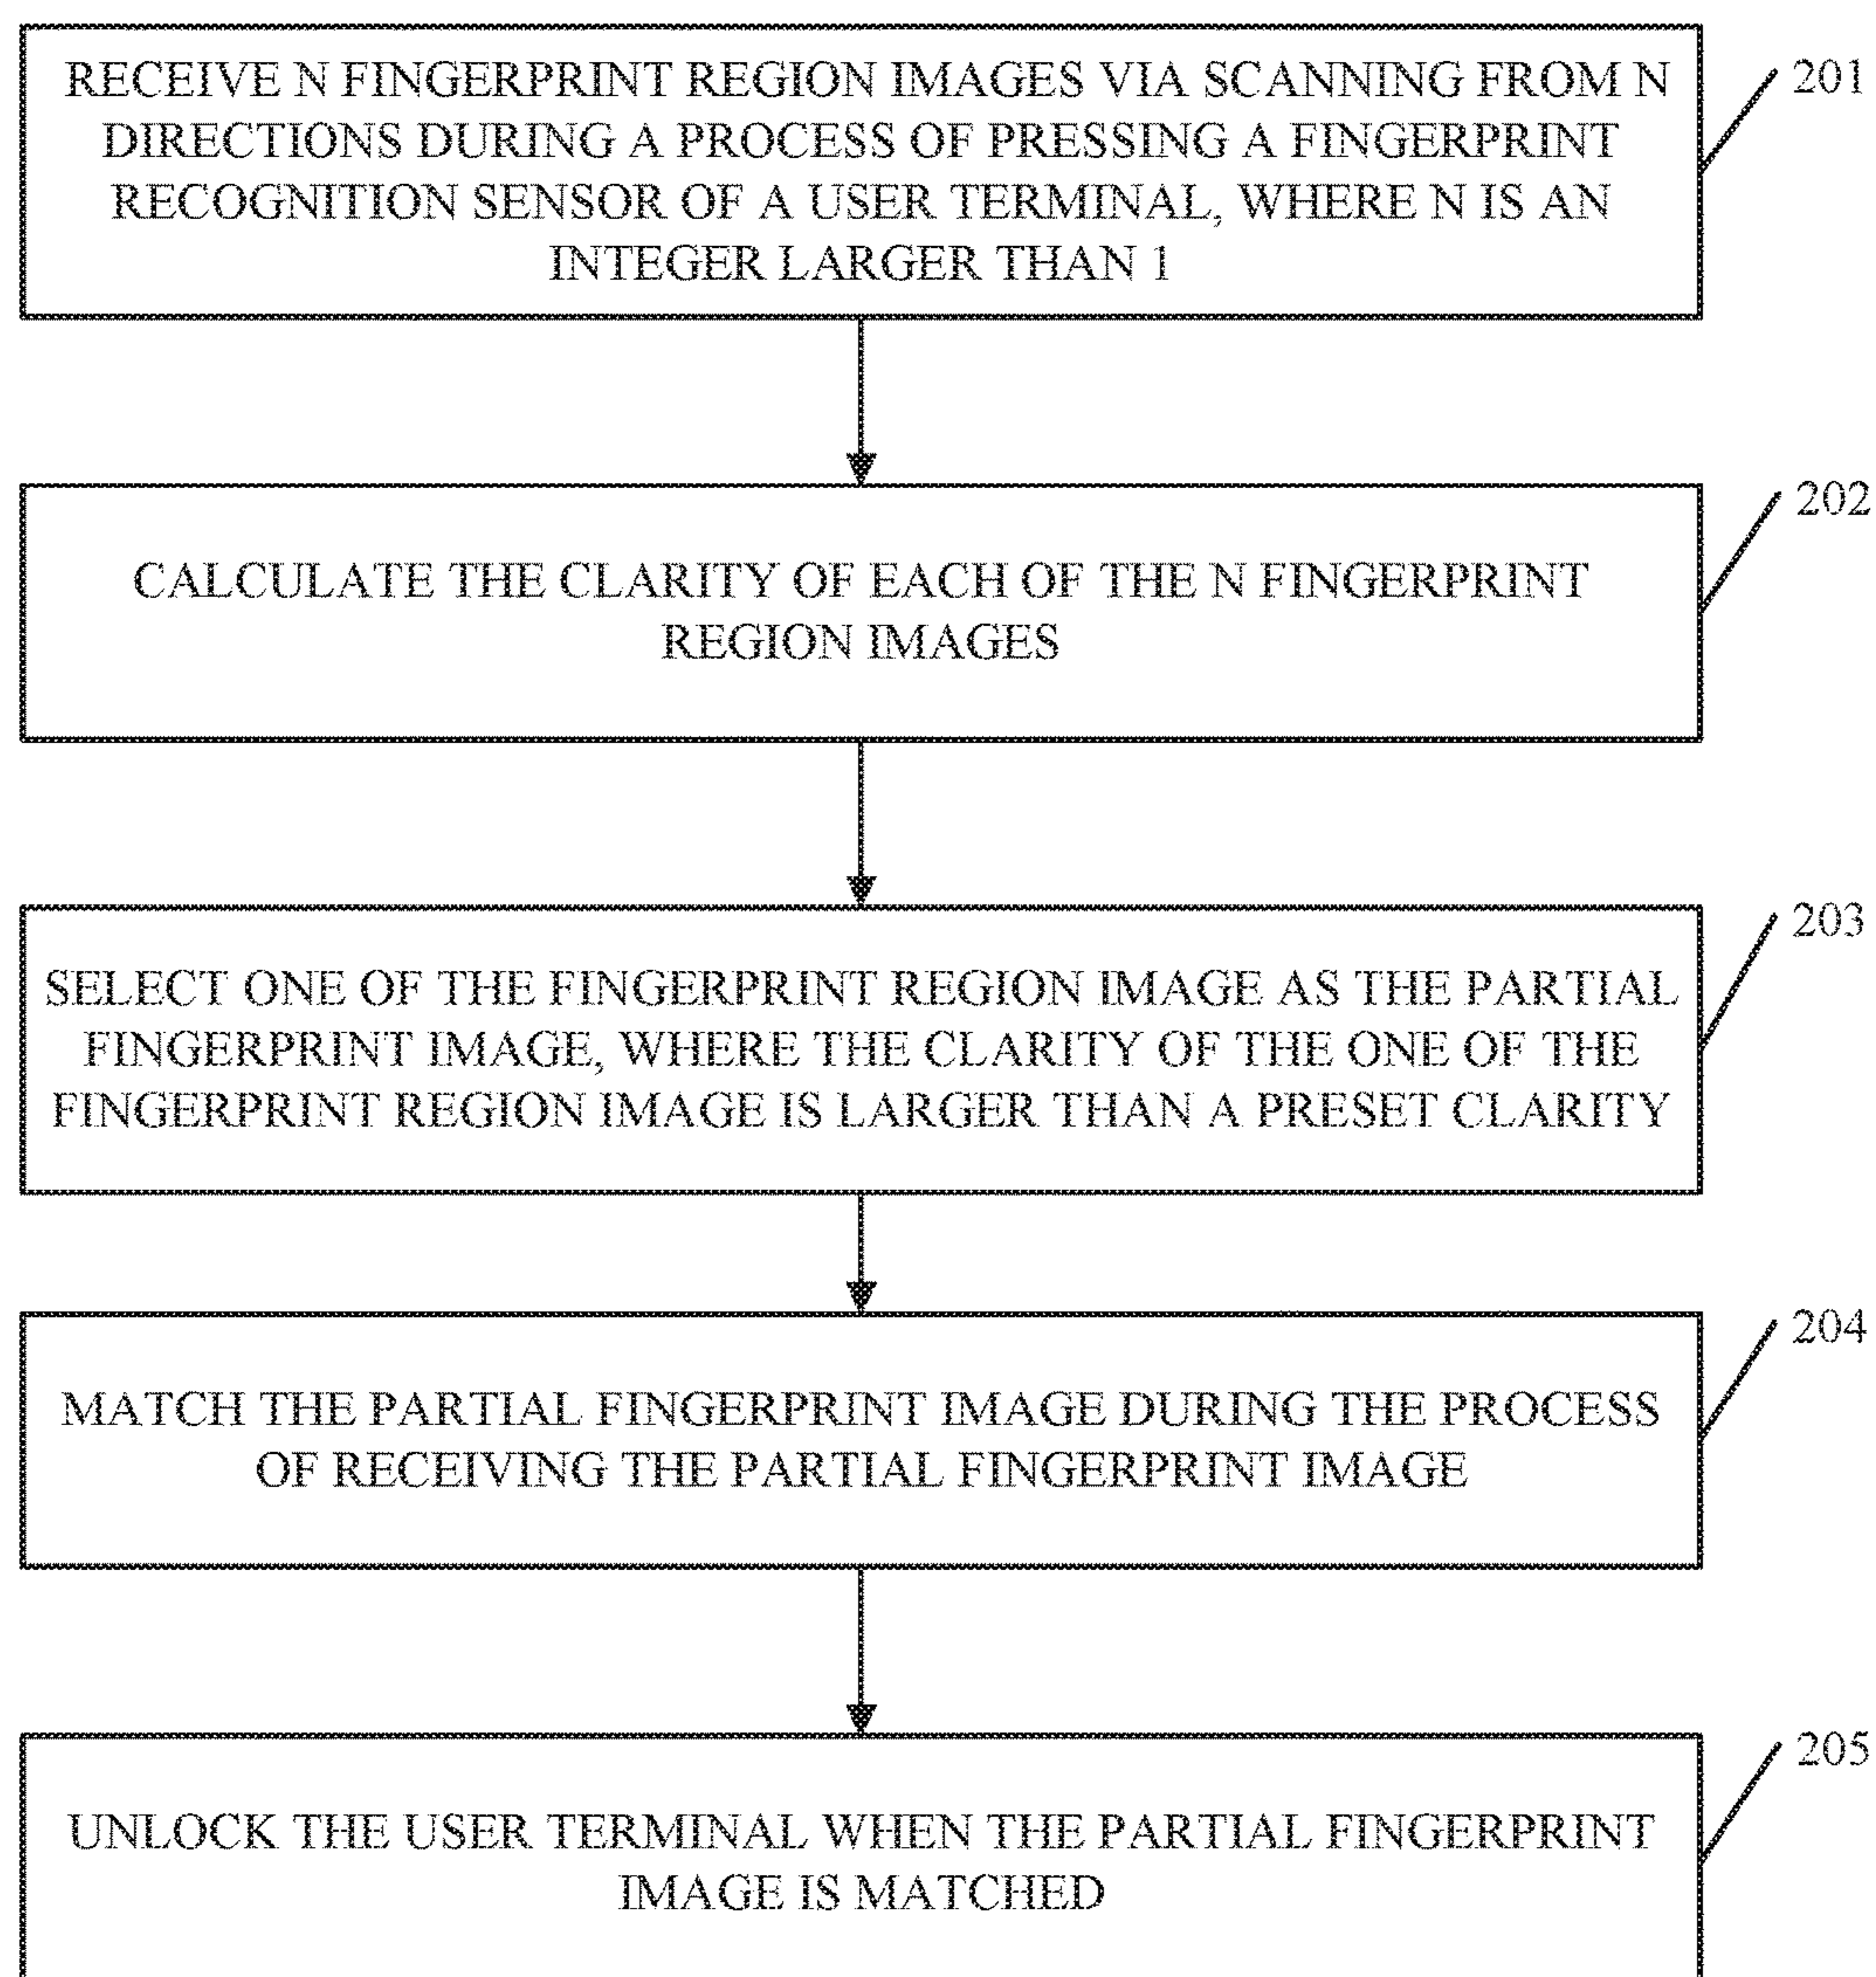 RECEIVE N FINGERPRINT REGION IMAGES VIA SCANNING FROM N
DIRECTIONS DURING A PROCESS OF PRESSING A FINGERPRINT
RECOGNITION SENSOR OF A USER TERMINAL, WHERE N IS AN
INTEGER LARGER THAN 1
201
CALCULATE THE CLARITY OF EACH OF THE N FINGERPRINT
REGION IMAGES
202
SELECT ONE OF THE FINGERPRINT REGION IMAGE AS THE PARTIAL
FINGERPRINT IMAGE, WHERE THE CLARITY OF THE ONE OF THE
FINGERPRINT REGION IMAGE IS LARGER THAN A PRESET CLARITY
203
MATCH THE PARTIAL FINGERPRINT IMAGE DURING THE PROCESS
OF RECEIVING THE PARTIAL FINGERPRINT IMAGE
204
UNLOCK THE USER TERMINAL WHEN THE PARTIAL FINGERPRINT
IMAGE IS MATCHED
205